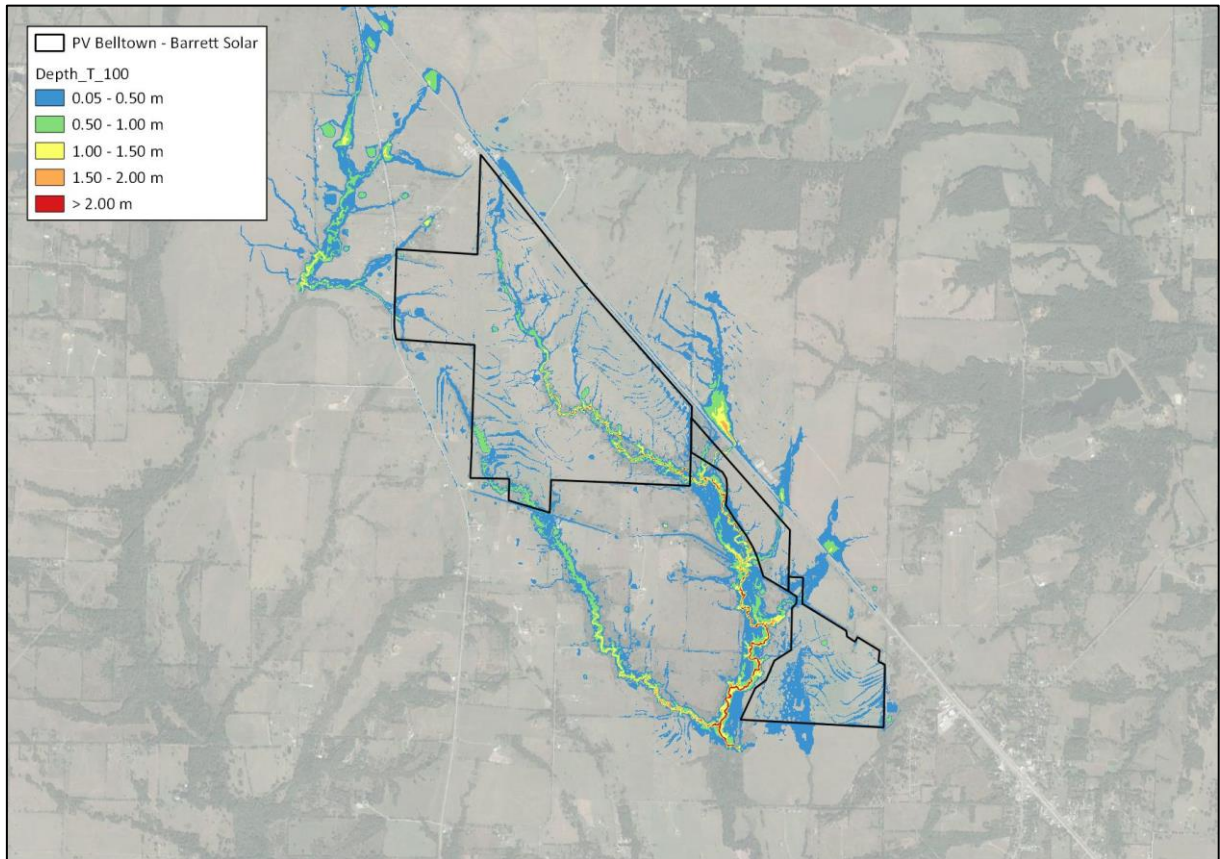 PV Belltown - Barrett Solar
Depth_T_100
0.05 - 0.50 m
0.50 - 1.00 m
1.00 - 1.50 m
1.50 - 2.00 m
> 2.00 m